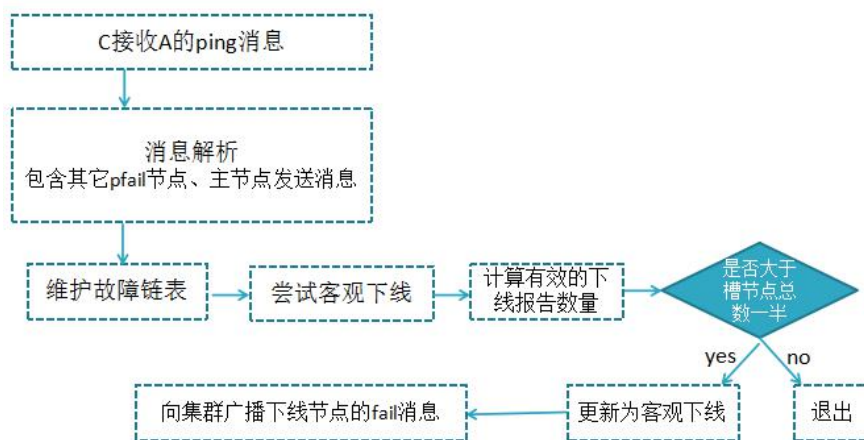 C接收A的ping消息
消息解析
包含其它pfail节点、主节点发送消息
维护故障链表
尝试客观下线
计算有效的下
线报告数量
是否大于
槽节点总
数一半
yes
no
向集群广播下线节点的fail消息
更新为客观下线
退出